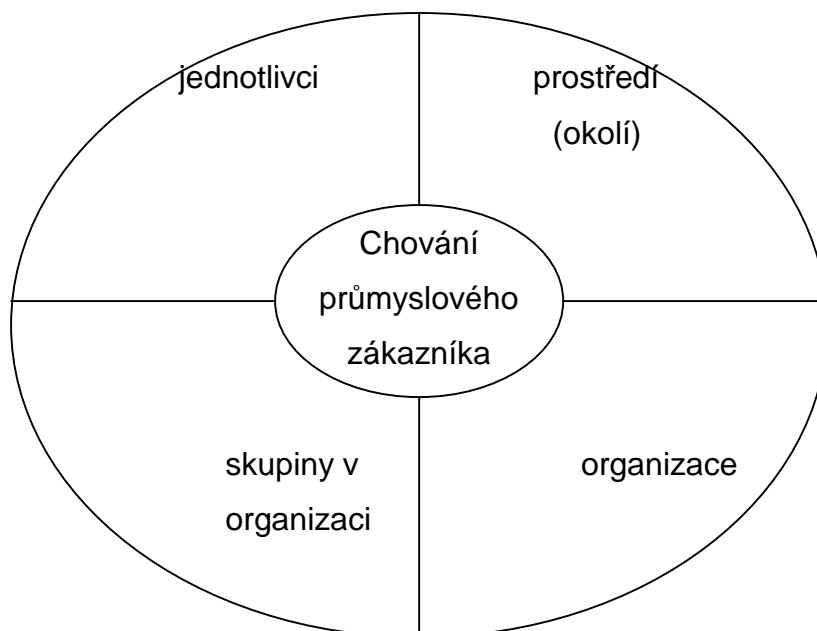 jednotlivci
prostředí
(okolí)
Chování
průmyslového
zákazníka
skupiny v
organizaci
organizace